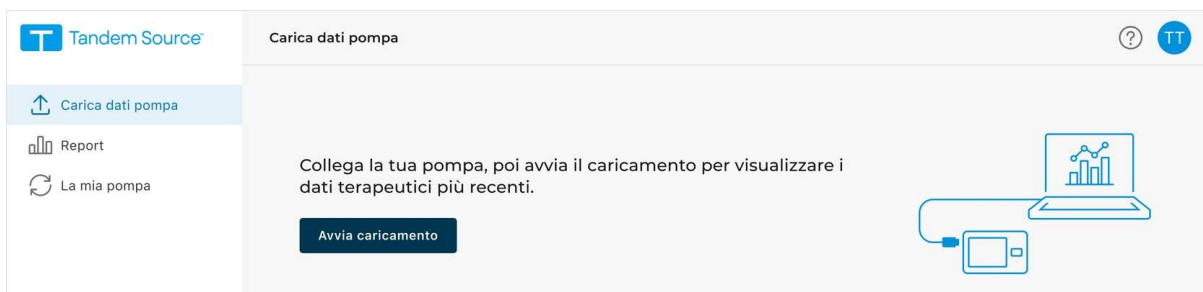 Tandem Source
Carica dati pompa
?
TT
Carica dati pompa
Report
La mia pompa
Collega la tua pompa, poi avvia il caricamento per visualizzare i
dati terapeutici più recenti.
Avvia caricamento